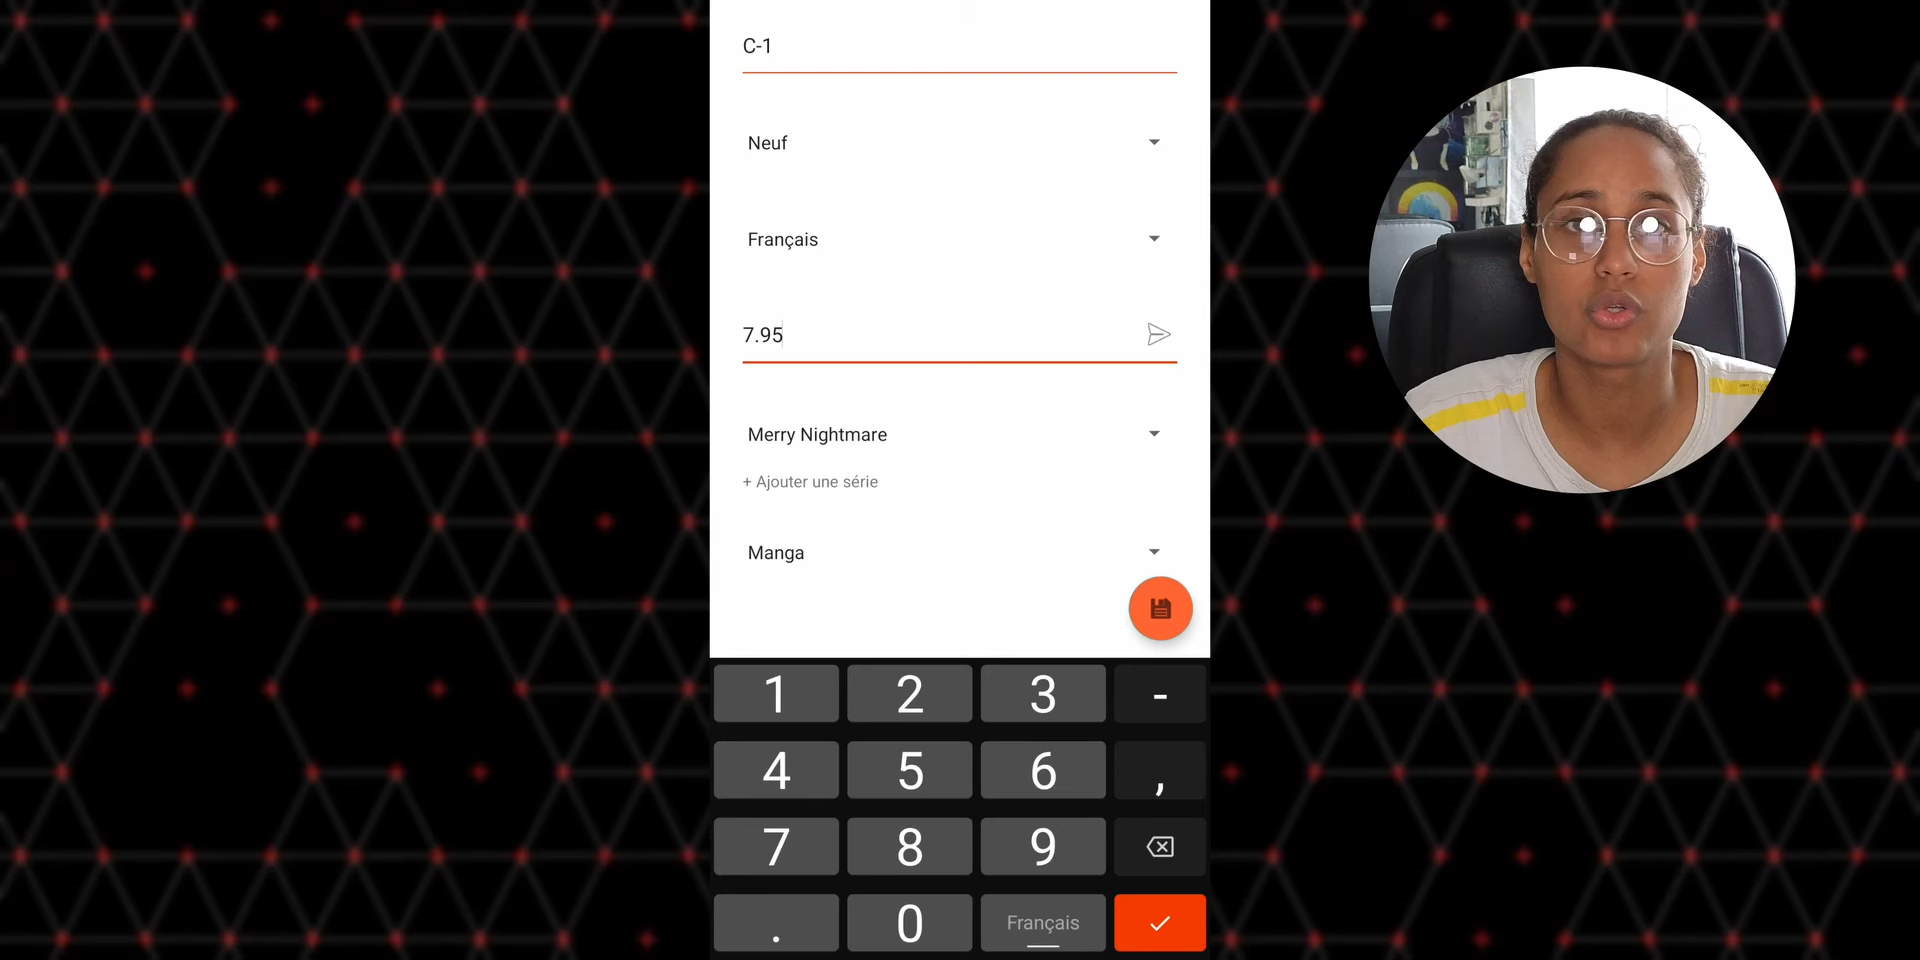 C-1
Neuf
Français
7.95
Merry Nightmare
+ Ajouter une série
Manga
1 2 3 -
4 5 6 ,
7 8 9
. 0 Français